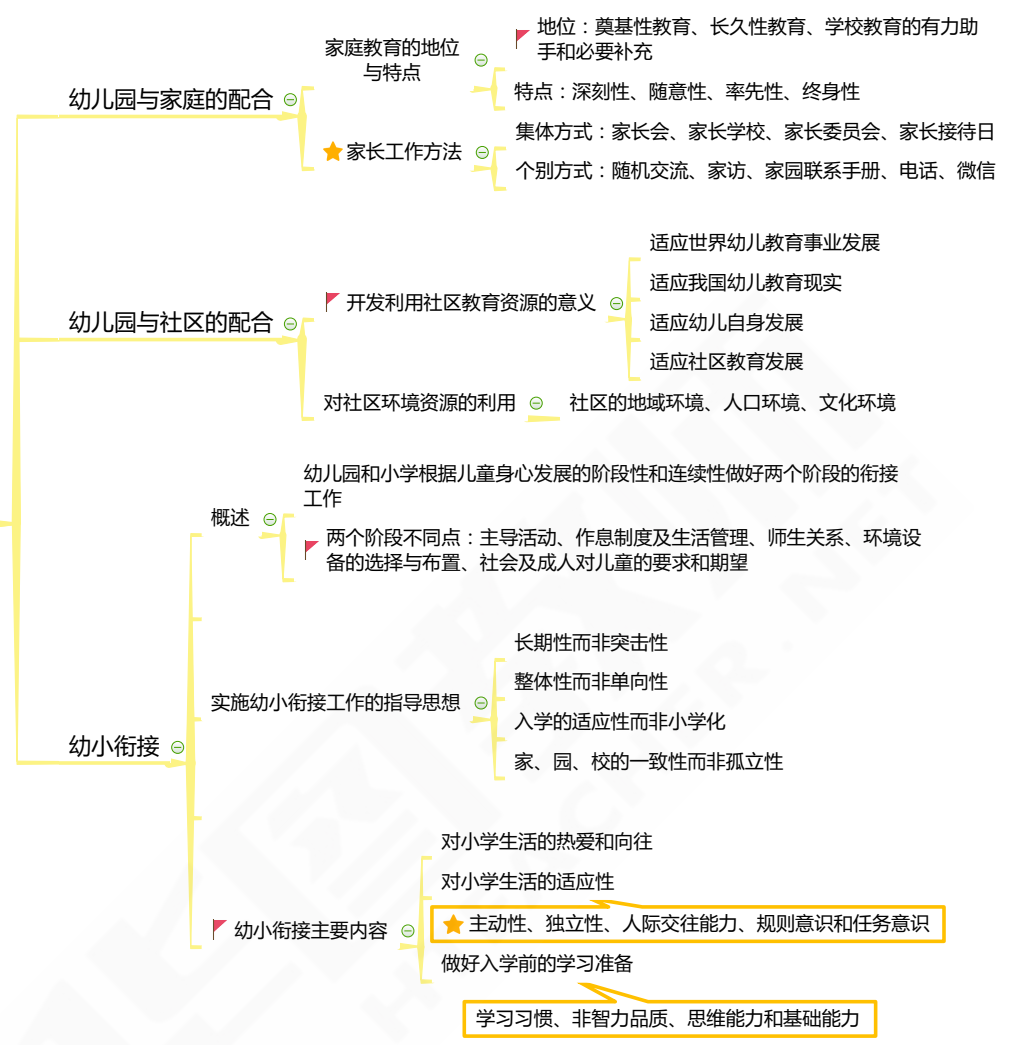 幼儿园与家庭的配合
家庭教育的地位
与特点
地位：奠基性教育、长久性教育、学校教育的有力助
手和必要补充
特点：深刻性、随意性、率先性、终身性
家长工作方法
集体方式：家长会、家长学校、家长委员会、家长接待日
个别方式：随机交流、家访、家园联系手册、电话、微信
幼儿园与社区的配合
开发利用社区教育资源的意义
适应世界幼儿教育事业发展
适应我国幼儿教育现实
适应幼儿自身发展
适应社区教育发展
对社区环境资源的利用
社区的地域环境、人口环境、文化环境
幼小衔接
概述
幼儿园和小学根据儿童身心发展的阶段性和连续性做好两个阶段的衔接
工作
两个阶段不同点：主导活动、作息制度及生活管理、师生关系、环境设
备的选择与布置、社会及成人对儿童的要求和期望
实施幼小衔接工作的指导思想
长期性而非突击性
整体性而非单向性
入学的适应性而非小学化
家、园、校的一致性而非孤立性
幼小衔接主要内容
对小学生活的热爱和向往
对小学生活的适应性
主动性、独立性、人际交往能力、规则意识和任务意识
做好入学前的学习准备
学习习惯、非智力品质、思维能力和基础能力